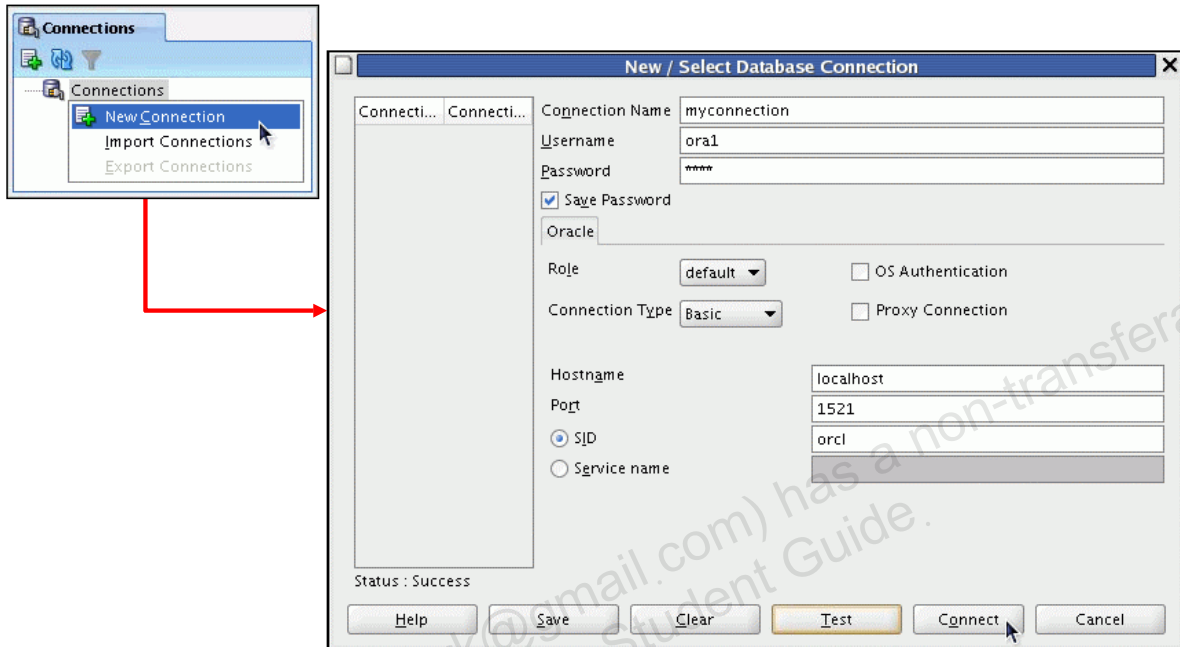 Connections
Connections
New Connection
Import Connections
Export Connections
New / Select Database Connection
Connecti... Connecti...
Connection Name myconnection
Username ora1
Password ****
Save Password
Oracle
Role default OS Authentication
Connection Type Basic Proxy Connection
Hostname localhost
Port 1521
SID orcl
Service name
Status : Success
Help Save Clear Test Connect Cancel
) has a non-transfera
@gmail.com
Student Guide.